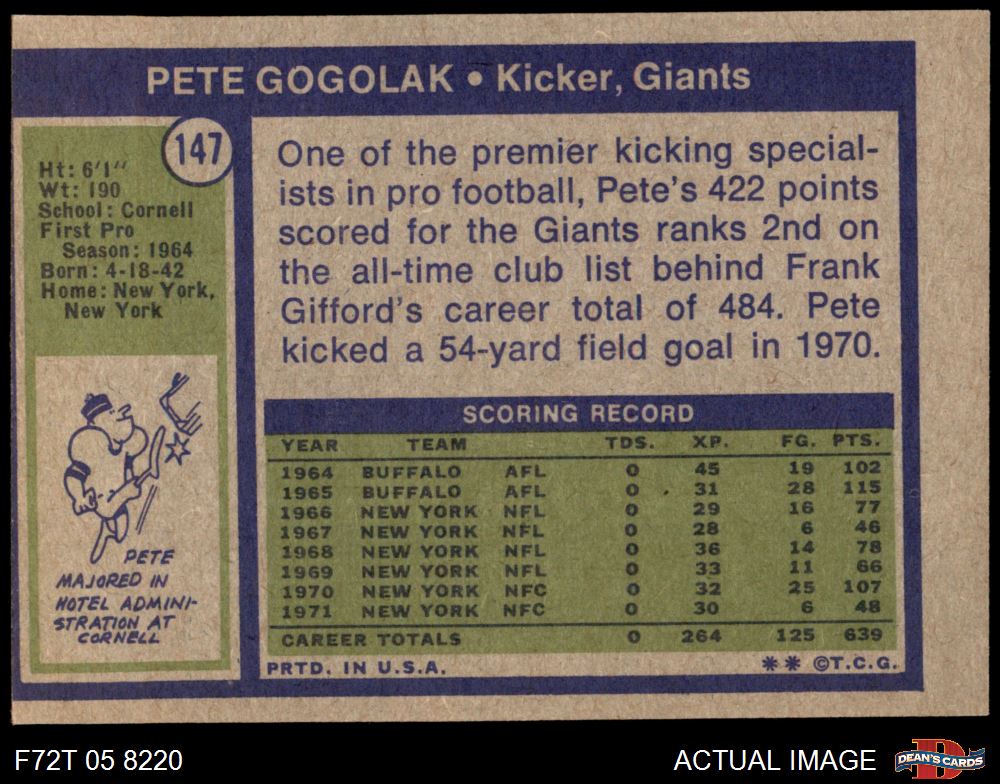 PETE GOGOLAK • Kicker, Giants
147
Ht: 6'1"
Wt: 190
School: Cornell
First Pro
Season: 1964
Born: 4-18-42
Home: New York,
New York
PETE
MAJORED IN
HOTEL ADMINI-
STRATION AT
CORNELL
One of the premier kicking special-
ists in pro football, Pete's 422 points
scored for the Giants ranks 2nd on
the all-time club list behind Frank
Gifford's career total of 484. Pete
kicked a 54-yard field goal in 1970.
SCORING RECORD
YEAR TEAM TDS. XP. FG. PTS.
1964 BUFFALO AFL 0 45 19 102
1965 BUFFALO AFL 0 31 28 115
1966 NEW YORK NFL 0 29 16 77
1967 NEW YORK NFL 0 28 6 46
1968 NEW YORK NFL 0 36 14 78
1969 NEW YORK NFL 0 33 11 66
1970 NEW YORK NFC 0 32 25 107
1971 NEW YORK NFC 0 30 6 48
CAREER TOTALS 0 264 125 639
PRTD. IN U.S.A. ** ©T.C.G.
F72T 05 8220 ACTUAL IMAGE
D
DEAN'S CARDS